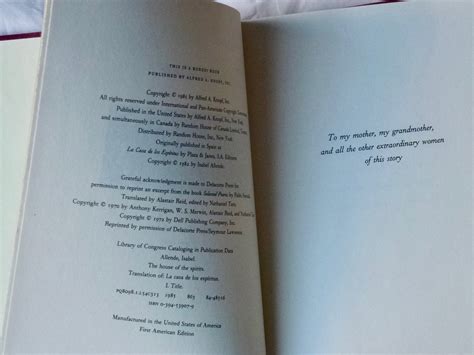 THIS IS A BORZOI BOOK
PUBLISHED BY ALFRED A. KNOPF, INC.
Copyright © 1985 by Alfred A. Knopf, Inc.
All rights reserved under International and Pan-American Copyright Conventions.
Published in the United States by Alfred A. Knopf, Inc., New York,
and simultaneously in Canada by Random House of Canada Limited, Toronto.
Distributed by Random House, Inc., New York.
Originally published in Spain as
La Casa de los Espíritus by Plaza & Janés, S.A. Editores
Copyright © 1982 by Isabel Allende.
Grateful acknowledgment is made to Delacorte Press for
permission to reprint an excerpt from the book Selected Poems by Pablo Neruda,
Translated by Alastair Reid, edited by Nathaniel Tarn.
Copyright © 1970 by Anthony Kerrigan, W. S. Merwin, Alastair Reid, and Nathaniel Tarn
Copyright © 1972 by Dell Publishing Company, Inc.
Reprinted by permission of Delacorte Press/Seymour Lawrence.
Library of Congress Cataloging in Publication Data
Allende, Isabel.
The house of the spirits.
Translation of: La casa de los espíritus.
I. Title.
1985 863 84-48516
ISBN 0-394-53907-9
Manufactured in the United States of America
First American Edition
To my mother, my grandmother,
and all the other extraordinary women
of this story